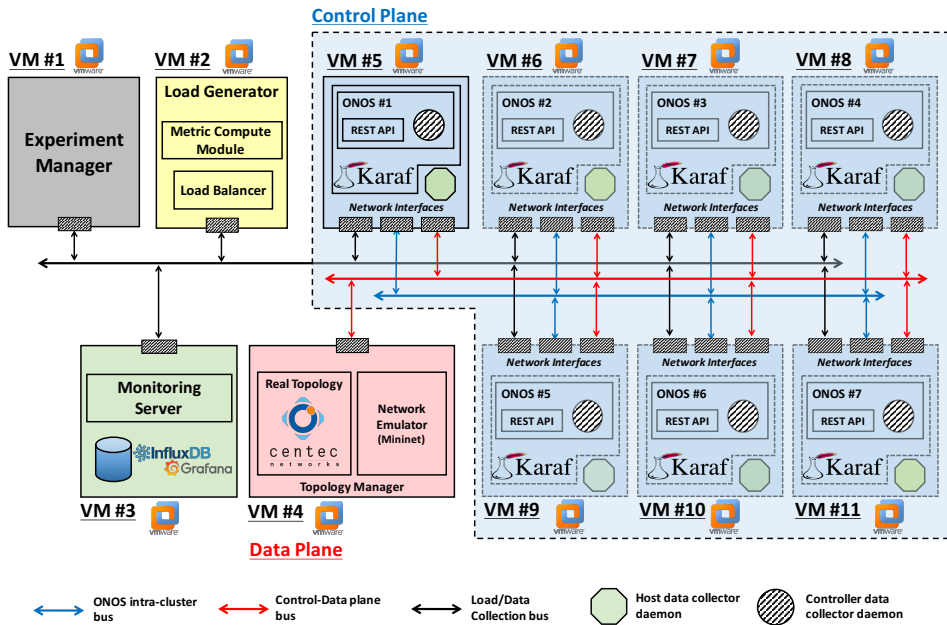 Control Plane
VM #1
vmware
VM #2
vmware
VM #5
vmware
VM #6
vmware
VM #7
vmware
VM #8
vmware
Experiment
Manager
Load Generator
Metric Compute
Module
Load Balancer
ONOS #1
REST API
Karaf
Network Interfaces
ONOS #2
REST API
Karaf
Network Interfaces
ONOS #3
REST API
Karaf
Network Interfaces
ONOS #4
REST API
Karaf
Network Interfaces
Monitoring
Server
InfluxDB
Grafana
Real Topology
centec
networks
Network
Emulator
(Mininet)
Topology Manager
Network Interfaces
ONOS #5
REST API
Karaf
Network Interfaces
ONOS #6
REST API
Karaf
Network Interfaces
ONOS #7
REST API
Karaf
VM #3
vmware
VM #4
vmware
VM #9
vmware
VM #10
vmware
VM #11
vmware
Data Plane
ONOS intra-cluster
bus
Control-Data plane
bus
Load/Data
Collection bus
Host data collector
daemon
Controller data
collector daemon